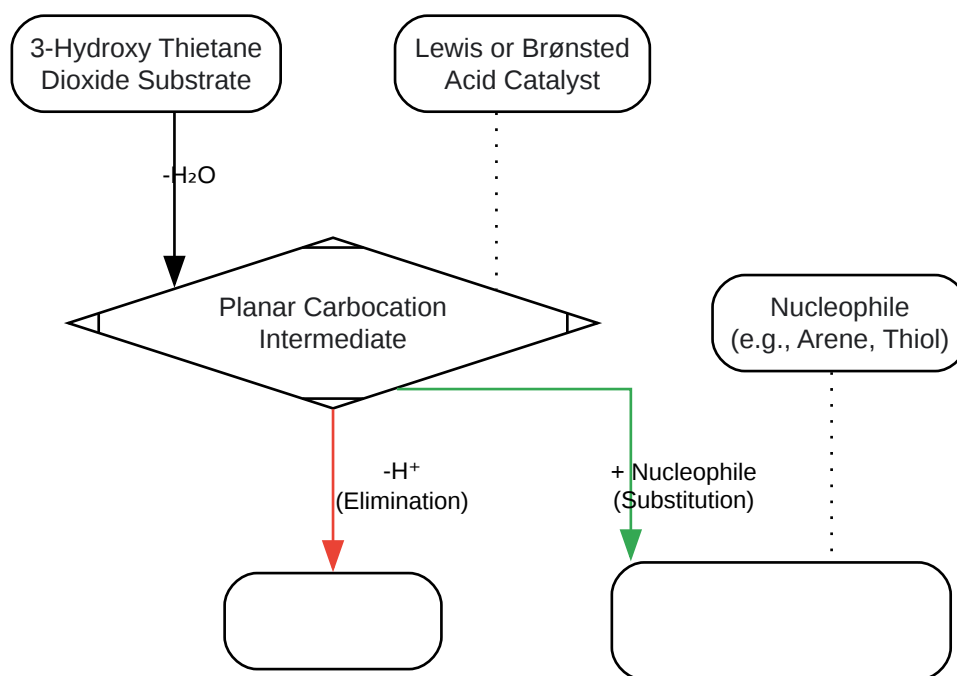 3-Hydroxy Thietane
Dioxide Substrate
Lewis or Brønsted
Acid Catalyst
-H₂O
Planar Carbocation
Intermediate
Nucleophile
(e.g., Arene, Thiol)
-H⁺
(Elimination)
+ Nucleophile
(Substitution)